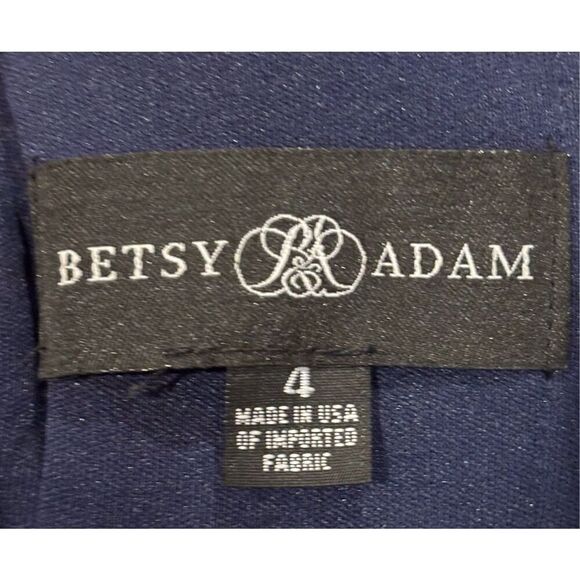 BETSY & ADAM
4
MADE IN USA
OF IMPORTED
FABRIC